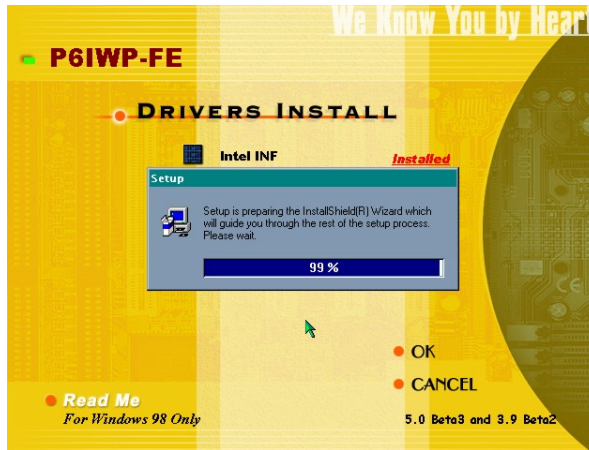 We Know You by Heart
P6IWP-FE
DRIVERS INSTALL
Intel INF Installed
Setup
Setup is preparing the InstallShield(R) Wizard which
will guide you through the rest of the setup process.
Please wait.
99 %
OK
CANCEL
Read Me
For Windows 98 Only
5.0 Beta3 and 3.9 Beta2